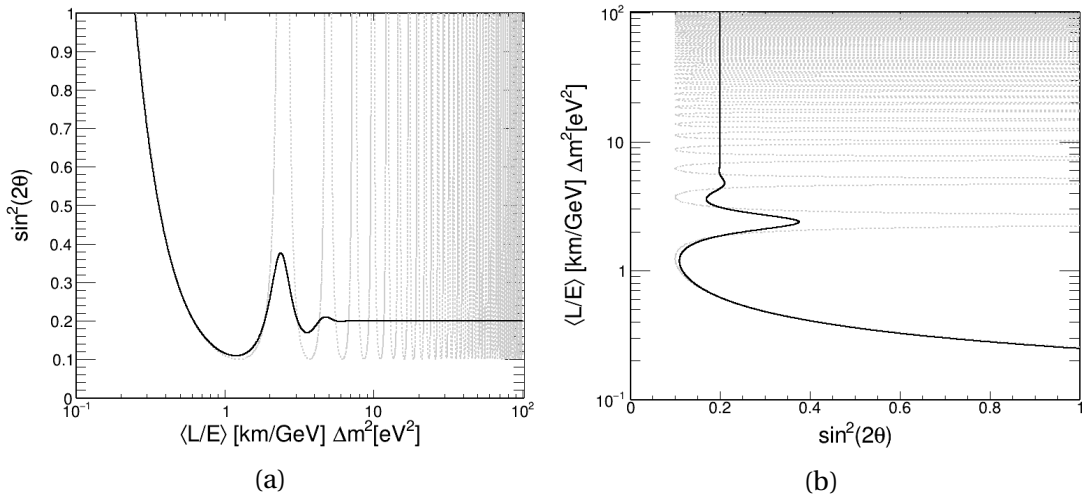 1
0.9
0.8
0.7
0.6
0.5
0.4
0.3
0.2
0.1
0
sin²(2θ)
10⁻¹ 1 10 10²
⟨L/E⟩ [km/GeV] Δm²[eV²]
(a)
10²
10
1
10⁻¹
⟨L/E⟩ [km/GeV] Δm²[eV²]
0 0.2 0.4 0.6 0.8 1
sin²(2θ)
(b)